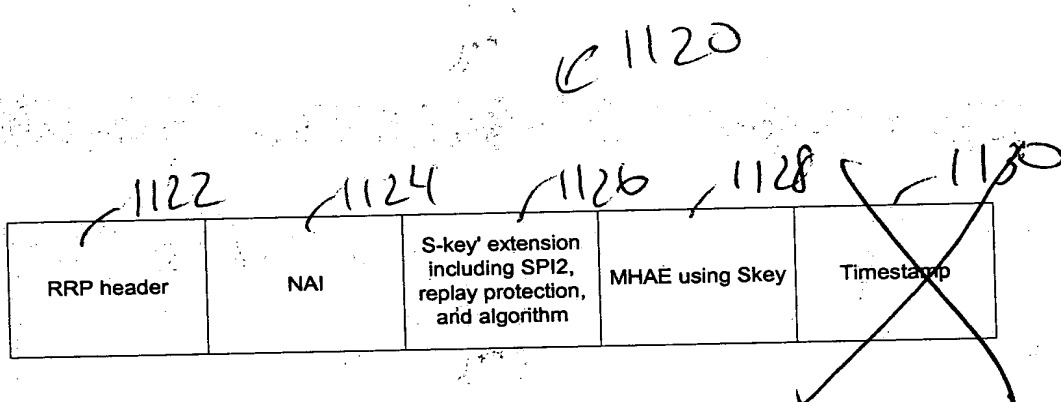 1120
1122
1124
1126
1128
1130
RRP header
NAI
S-key' extension
including SPI2,
replay protection,
and algorithm
MHAE using Skey
Timestamp